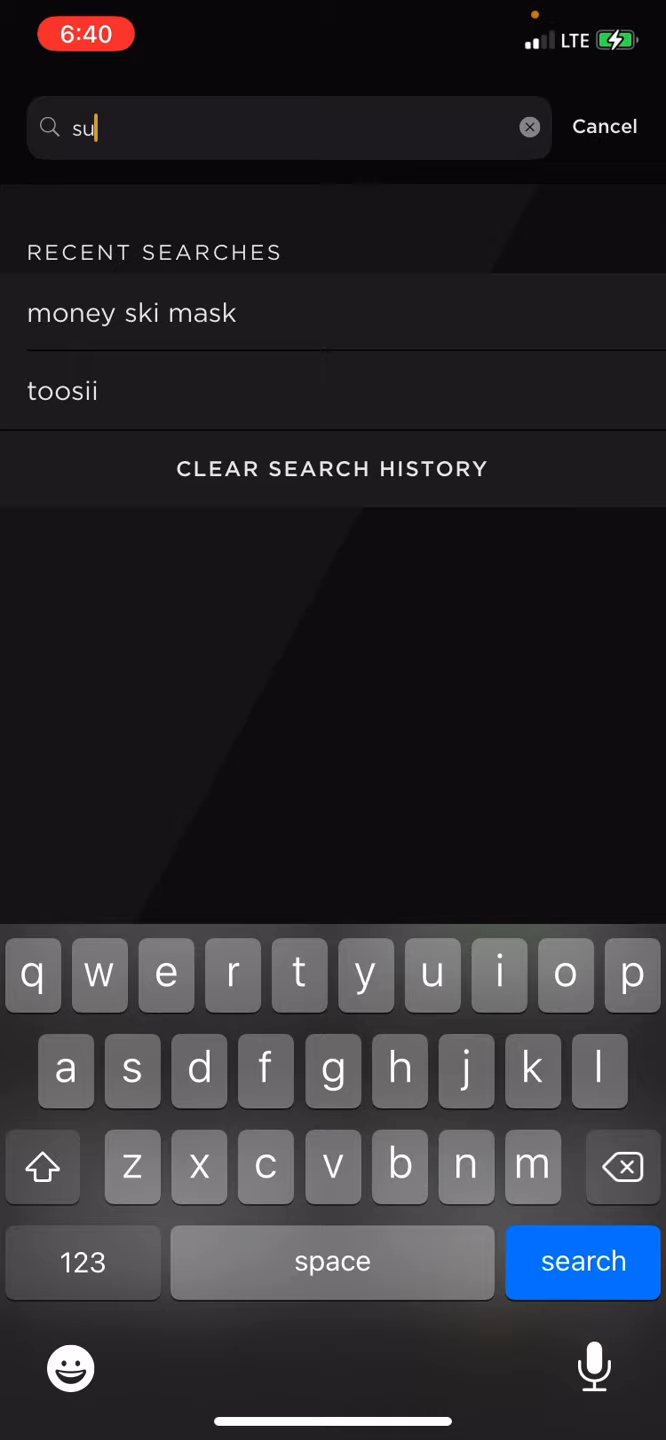 6:40 LTE
su Cancel
RECENT SEARCHES
money ski mask
toosii
CLEAR SEARCH HISTORY
q w e r t y u i o p
a s d f g h j k l
z x c v b n m
123 space search